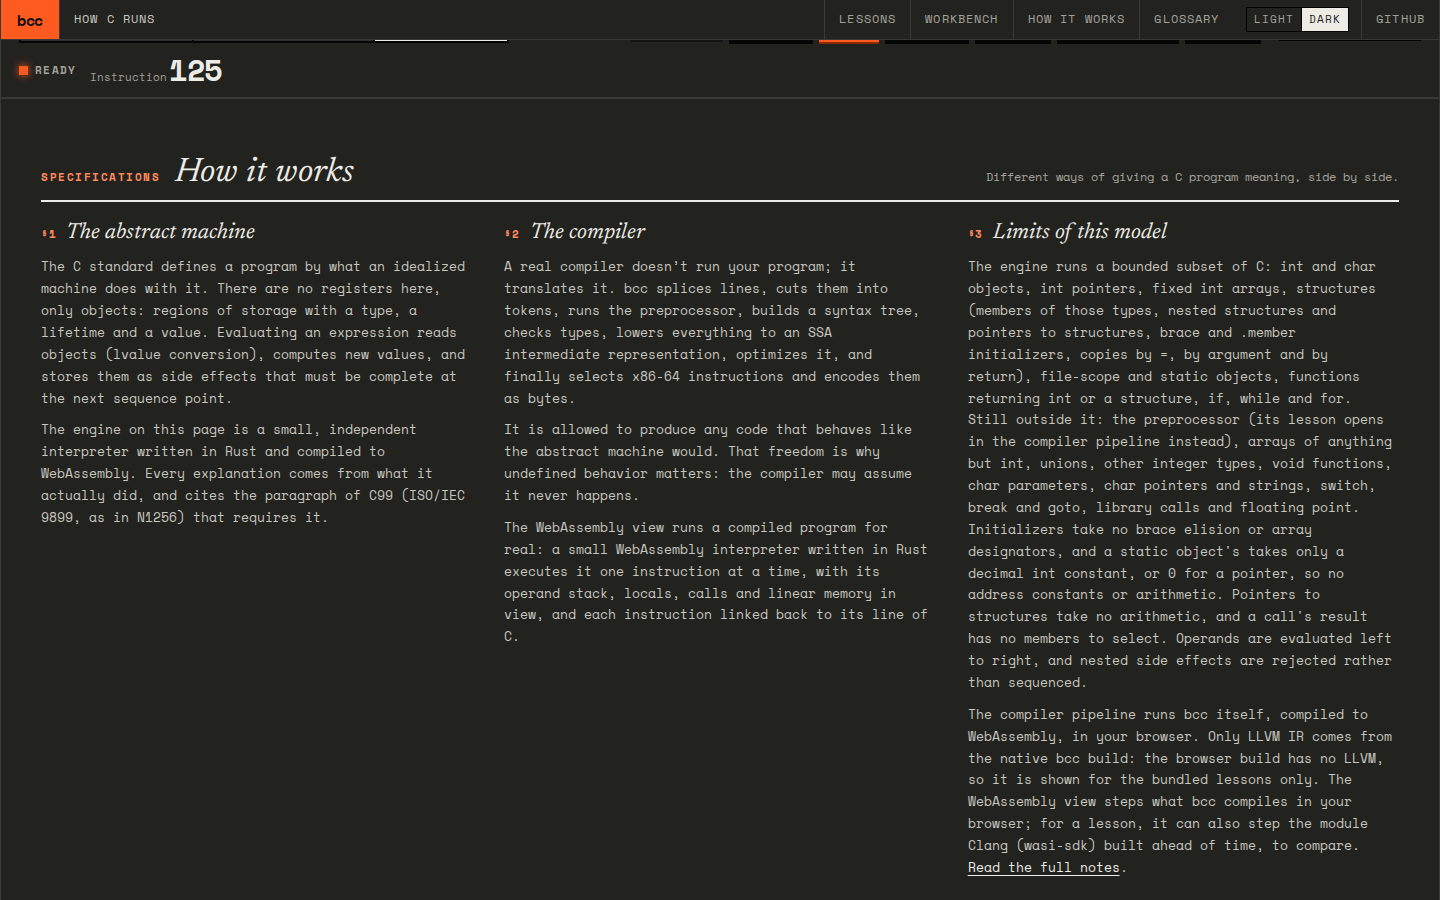 bcc
HOW C RUNS
LESSONS
WORKBENCH
HOW IT WORKS
GLOSSARY
LIGHT
DARK
GITHUB
READY
Instruction 125
SPECIFICATIONS
How it works
Different ways of giving a C program meaning, side by side.
§1 The abstract machine
The C standard defines a program by what an idealized
machine does with it. There are no registers here,
only objects: regions of storage with a type, a
lifetime and a value. Evaluating an expression reads
objects (lvalue conversion), computes new values, and
stores them as side effects that must be complete at
the next sequence point.
The engine on this page is a small, independent
interpreter written in Rust and compiled to
WebAssembly. Every explanation comes from what it
actually did, and cites the paragraph of C99 (ISO/IEC
9899, as in N1256) that requires it.
§2 The compiler
A real compiler doesn’t run your program; it
translates it. bcc splices lines, cuts them into
tokens, runs the preprocessor, builds a syntax tree,
checks types, lowers everything to an SSA
intermediate representation, optimizes it, and
finally selects x86-64 instructions and encodes them
as bytes.
It is allowed to produce any code that behaves like
the abstract machine would. That freedom is why
undefined behavior matters: the compiler may assume
it never happens.
The WebAssembly view runs a compiled program for
real: a small WebAssembly interpreter written in Rust
executes it one instruction at a time, with its
operand stack, locals, calls and linear memory in
view, and each instruction linked back to its line of
C.
§3 Limits of this model
The engine runs a bounded subset of C: int and char
objects, int pointers, fixed int arrays, structures
(members of those types, nested structures and
pointers to structures, brace and .member
initializers, copies by =, by argument and by
return), file-scope and static objects, functions
returning int or a structure, if, while and for.
Still outside it: the preprocessor (its lesson opens
in the compiler pipeline instead), arrays of anything
but int, unions, other integer types, void functions,
char parameters, char pointers and strings, switch,
break and goto, library calls and floating point.
Initializers take no brace elision or array
designators, and a static object's takes only a
decimal int constant, or 0 for a pointer, so no
address constants or arithmetic. Pointers to
structures take no arithmetic, and a call's result
has no members to select. Operands are evaluated left
to right, and nested side effects are rejected rather
than sequenced.
The compiler pipeline runs bcc itself, compiled to
WebAssembly, in your browser. Only LLVM IR comes from
the native bcc build: the browser build has no LLVM,
so it is shown for the bundled lessons only. The
WebAssembly view steps what bcc compiles in your
browser; for a lesson, it can also step the module
Clang (wasi-sdk) built ahead of time, to compare.
Read the full notes.